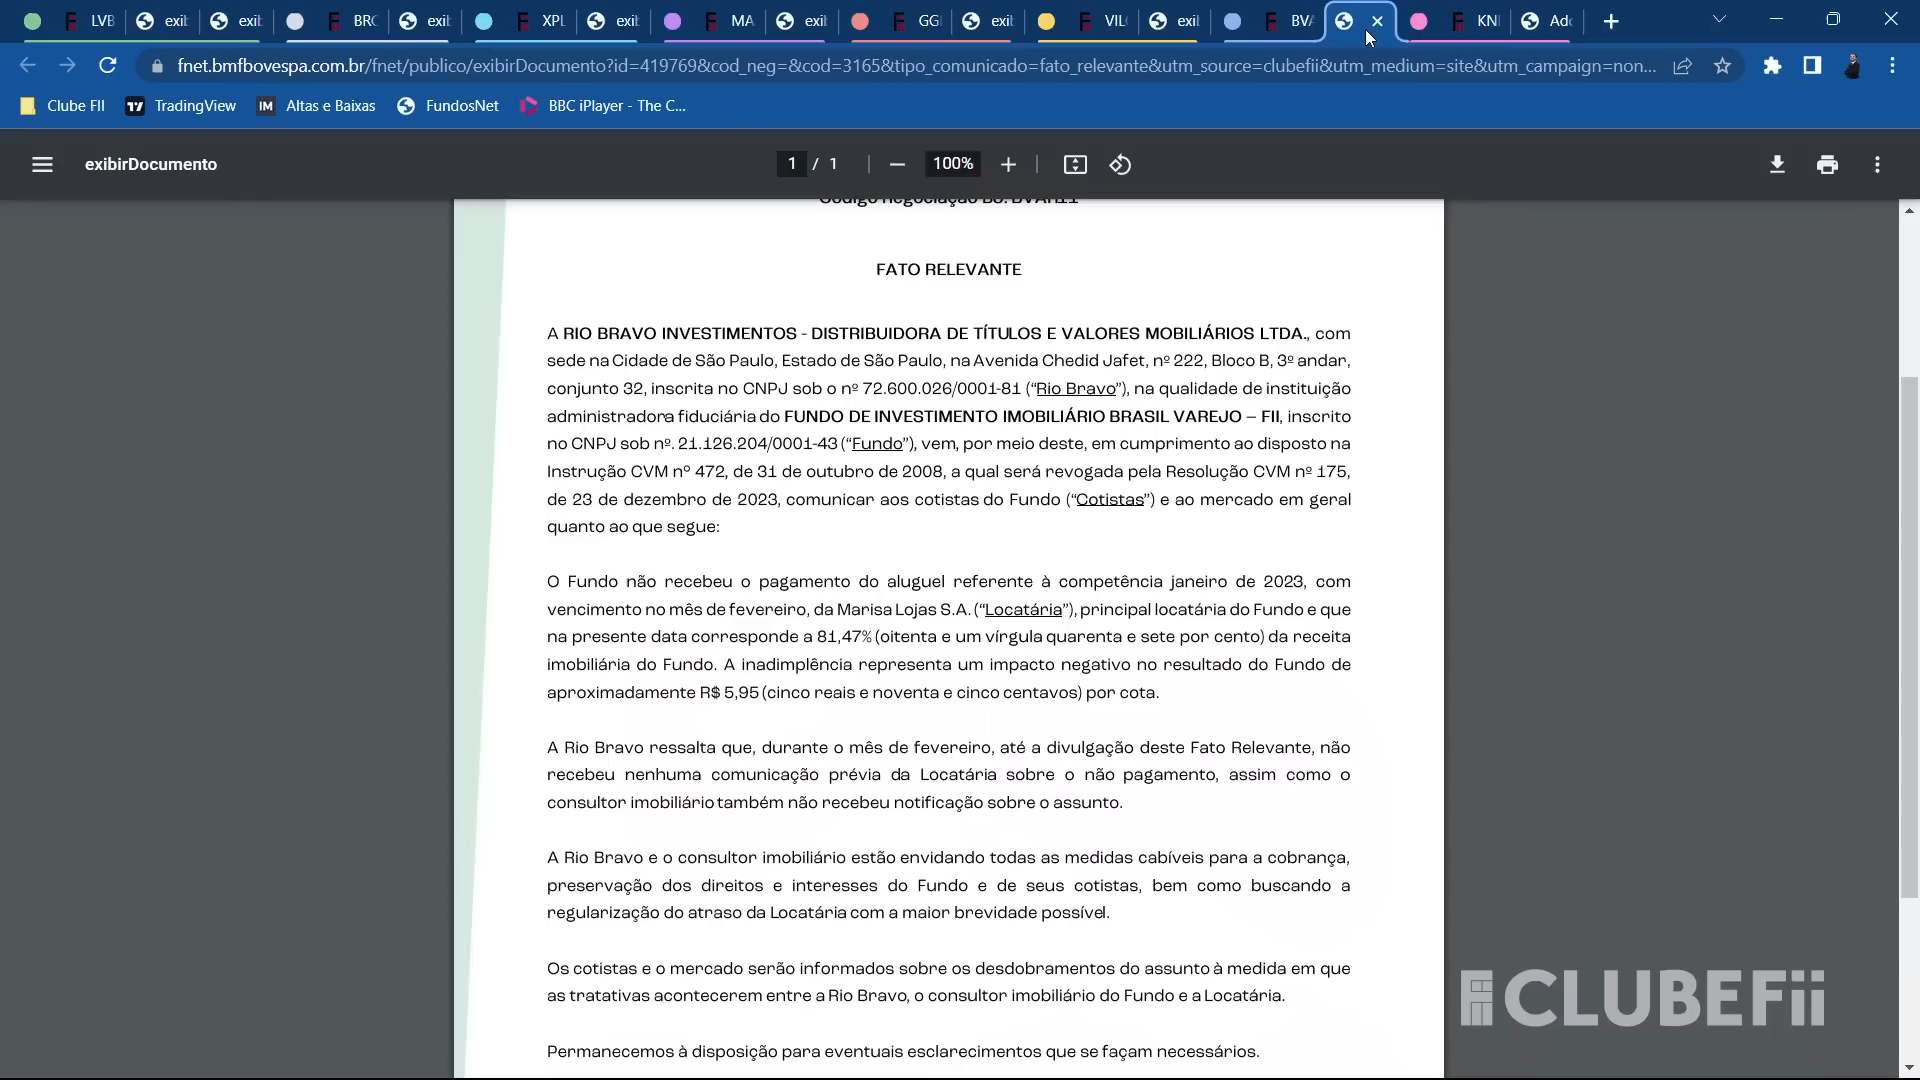 LVB
exit
exit
BRC
exit
XPL
exit
MA
exit
GGI
exit
VIL
exit
BVA
KNI
Adc
fnet.bmfbovespa.com.br/fnet/publico/exibirDocumento?id=419769&cod_neg=&cod=3165&tipo_comunicado=fato_relevante&utm_source=clubefii&utm_medium=site&utm_campaign=non...
Clube FII TradingView IM Altas e Baixas FundosNet BBC iPlayer - The C...
exibirDocumento
1 / 1
100%
FATO RELEVANTE
A RIO BRAVO INVESTIMENTOS - DISTRIBUIDORA DE TÍTULOS E VALORES MOBILIÁRIOS LTDA., com
sede na Cidade de São Paulo, Estado de São Paulo, na Avenida Chedid Jafet, nº 222, Bloco B, 3º andar,
conjunto 32, inscrita no CNPJ sob o nº 72.600.026/0001-81 (“Rio Bravo”), na qualidade de instituição
administradora fiduciária do FUNDO DE INVESTIMENTO IMOBILIÁRIO BRASIL VAREJO – FII, inscrito
no CNPJ sob nº. 21.126.204/0001-43 (“Fundo”), vem, por meio deste, em cumprimento ao disposto na
Instrução CVM n° 472, de 31 de outubro de 2008, a qual será revogada pela Resolução CVM nº 175,
de 23 de dezembro de 2023, comunicar aos cotistas do Fundo (“Cotistas”) e ao mercado em geral
quanto ao que segue:
O Fundo não recebeu o pagamento do aluguel referente à competência janeiro de 2023, com
vencimento no mês de fevereiro, da Marisa Lojas S.A. (“Locatária”), principal locatária do Fundo e que
na presente data corresponde a 81,47% (oitenta e um vírgula quarenta e sete por cento) da receita
imobiliária do Fundo. A inadimplência representa um impacto negativo no resultado do Fundo de
aproximadamente R$ 5,95 (cinco reais e noventa e cinco centavos) por cota.
A Rio Bravo ressalta que, durante o mês de fevereiro, até a divulgação deste Fato Relevante, não
recebeu nenhuma comunicação prévia da Locatária sobre o não pagamento, assim como o
consultor imobiliário também não recebeu notificação sobre o assunto.
A Rio Bravo e o consultor imobiliário estão envidando todas as medidas cabíveis para a cobrança,
preservação dos direitos e interesses do Fundo e de seus cotistas, bem como buscando a
regularização do atraso da Locatária com a maior brevidade possível.
Os cotistas e o mercado serão informados sobre os desdobramentos do assunto à medida em que
as tratativas acontecerem entre a Rio Bravo, o consultor imobiliário do Fundo e a Locatária.
Permanecemos à disposição para eventuais esclarecimentos que se façam necessários.
CLUBEFii